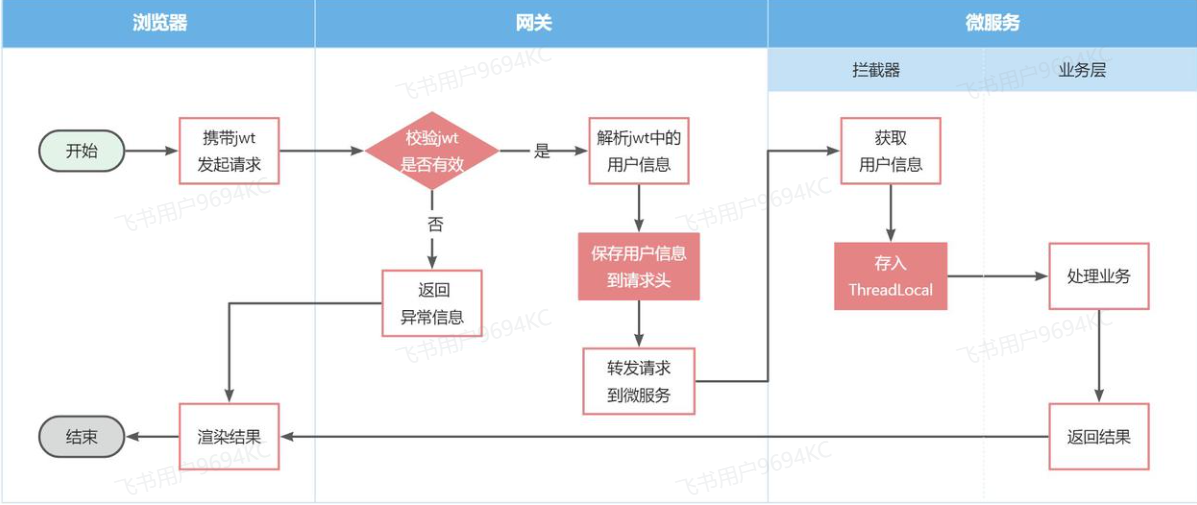 浏览器
网关
微服务
拦截器
业务层
开始
携带jwt
发起请求
校验jwt
是否有效
是
解析jwt中的
用户信息
获取
用户信息
否
保存用户信息
到请求头
存入
ThreadLocal
处理业务
返回
异常信息
转发请求
到微服务
结束
渲染结果
返回结果
飞书用户9694KC
飞书用户9694KC
飞书用户9694KC
飞书用户9694KC
飞书用户9694KC
飞书用户9694KC
飞书用户9694KC
飞书用户9694KC